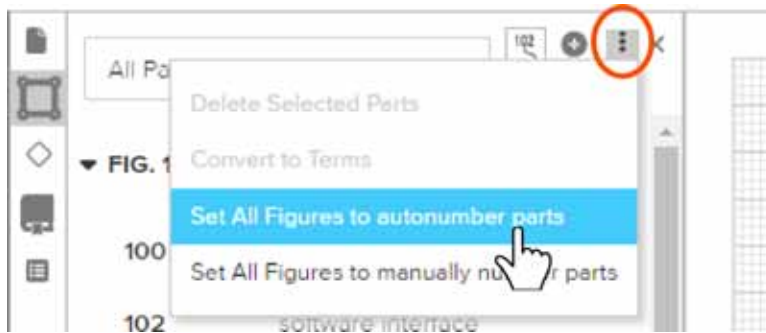 102
All Pa
Delete Selected Parts
Convert to Terms
FIG. 1
Set All Figures to autonumber parts
100
Set All Figures to manually nu r parts
102 software interface